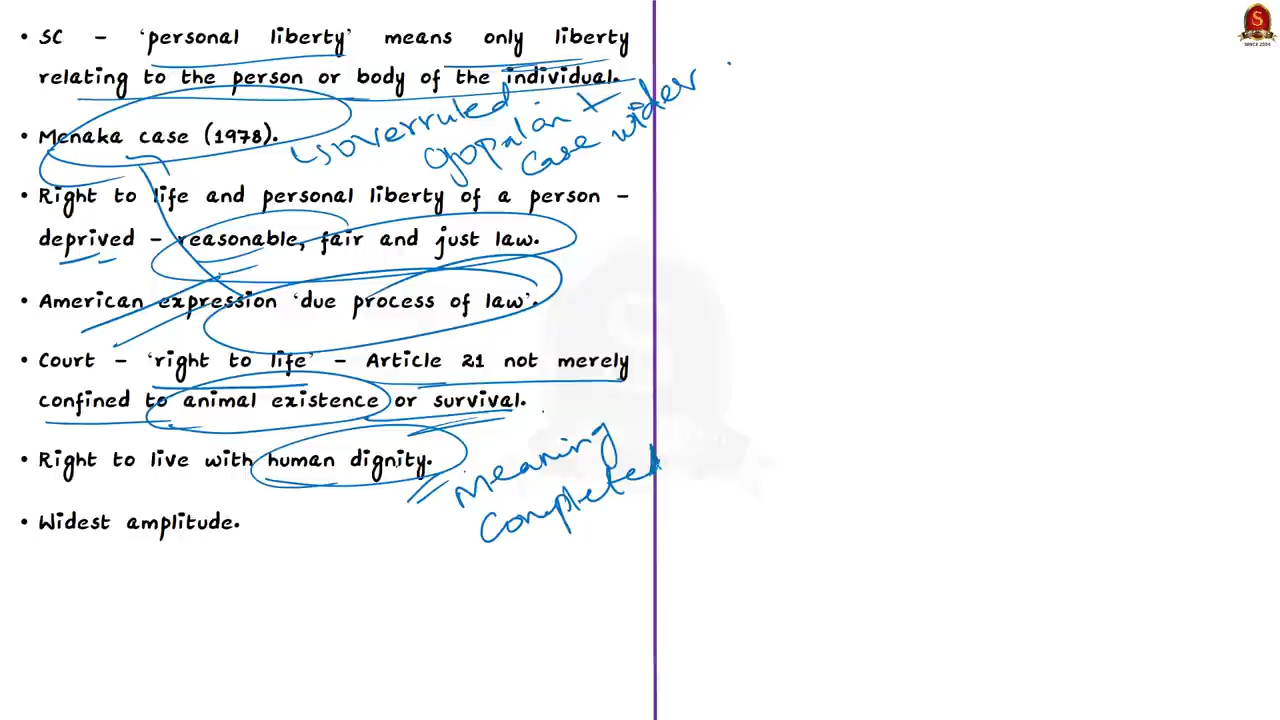 • SC – ‘personal liberty’ means only liberty
relating to the person or body of the individual.
• Menaka case (1978).
↳ overruled
gopalan +
case wider
• Right to life and personal liberty of a person –
deprived – reasonable, fair and just law.
• American expression ‘due process of law’.
• Court – ‘right to life’ – Article 21 not merely
confined to animal existence or survival.
• Right to live with human dignity.
meaning
completed
• Widest amplitude.
S
SINCE 2004